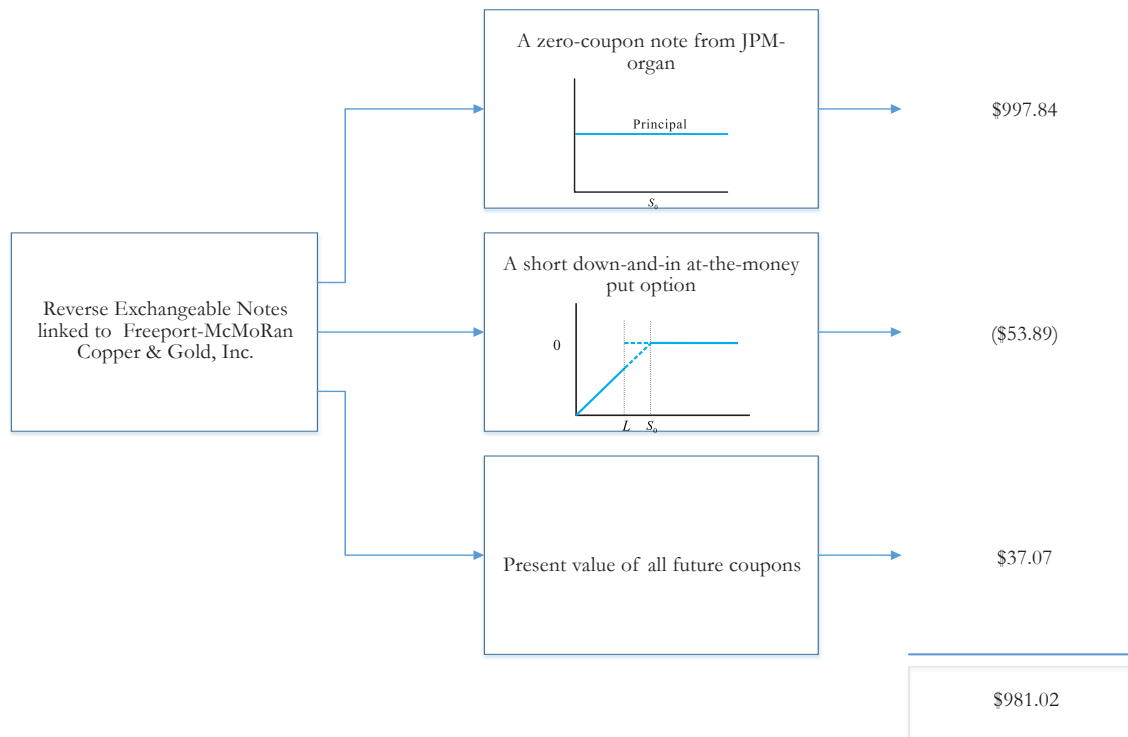 A zero-coupon note from JPM-
organ
Principal
S₀
$997.84
Reverse Exchangeable Notes
linked to Freeport-McMoRan
Copper & Gold, Inc.
A short down-and-in at-the-money
put option
0
L S₀
($53.89)
Present value of all future coupons
$37.07
$981.02